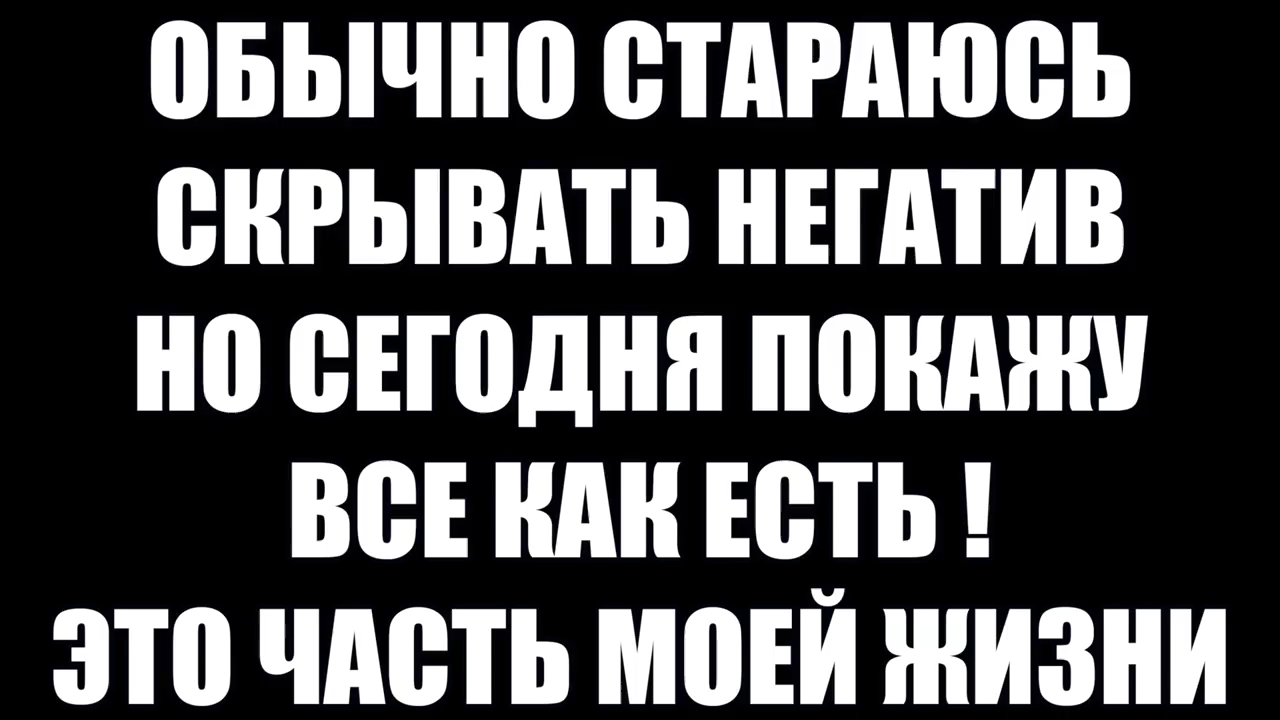 ОБЫЧНО СТАРАЮСЬ
СКРЫВАТЬ НЕГАТИВ
НО СЕГОДНЯ ПОКАЖУ
ВСЕ КАК ЕСТЬ !
ЭТО ЧАСТЬ МОЕЙ ЖИЗНИ